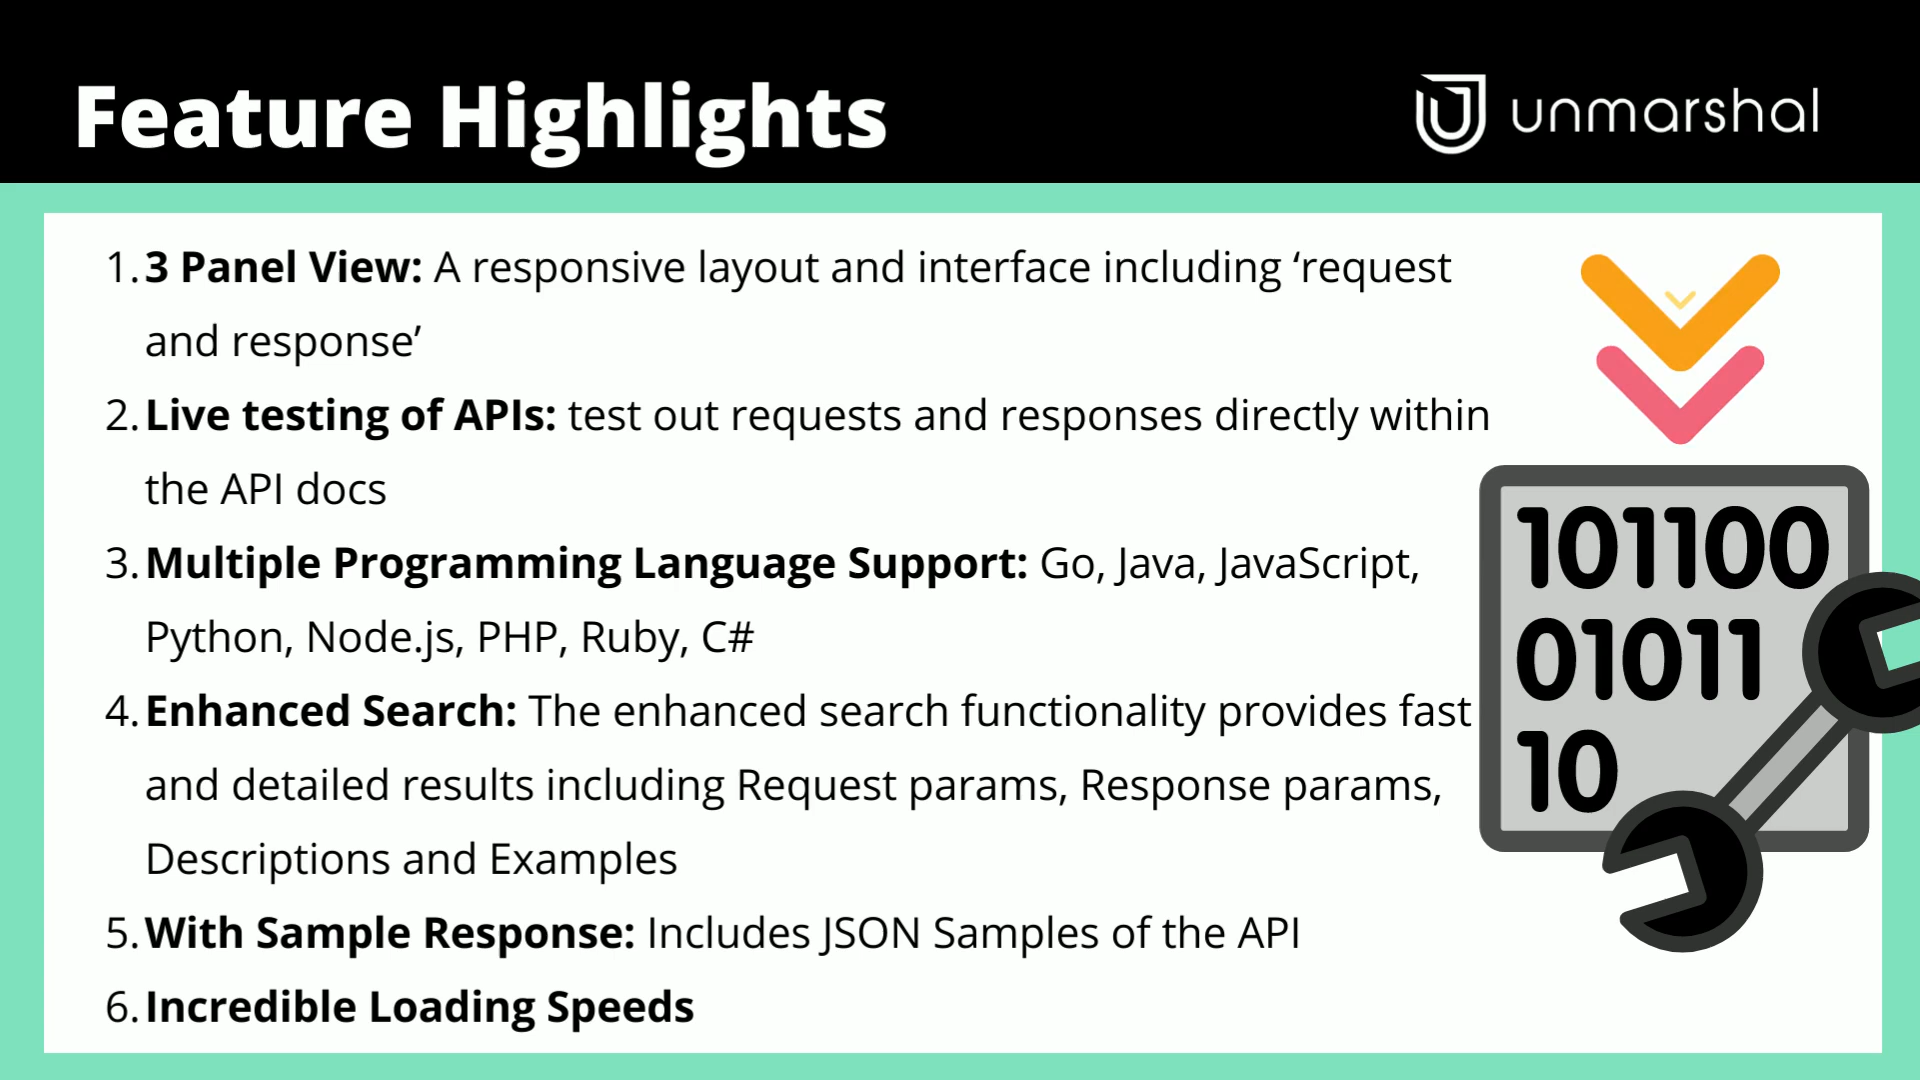 Feature Highlights
unmarshal
1. 3 Panel View: A responsive layout and interface including ‘request
and response’
2. Live testing of APIs: test out requests and responses directly within
the API docs
3. Multiple Programming Language Support: Go, Java, JavaScript,
Python, Node.js, PHP, Ruby, C#
4. Enhanced Search: The enhanced search functionality provides fast
and detailed results including Request params, Response params,
Descriptions and Examples
5. With Sample Response: Includes JSON Samples of the API
6. Incredible Loading Speeds
101100
01011
10